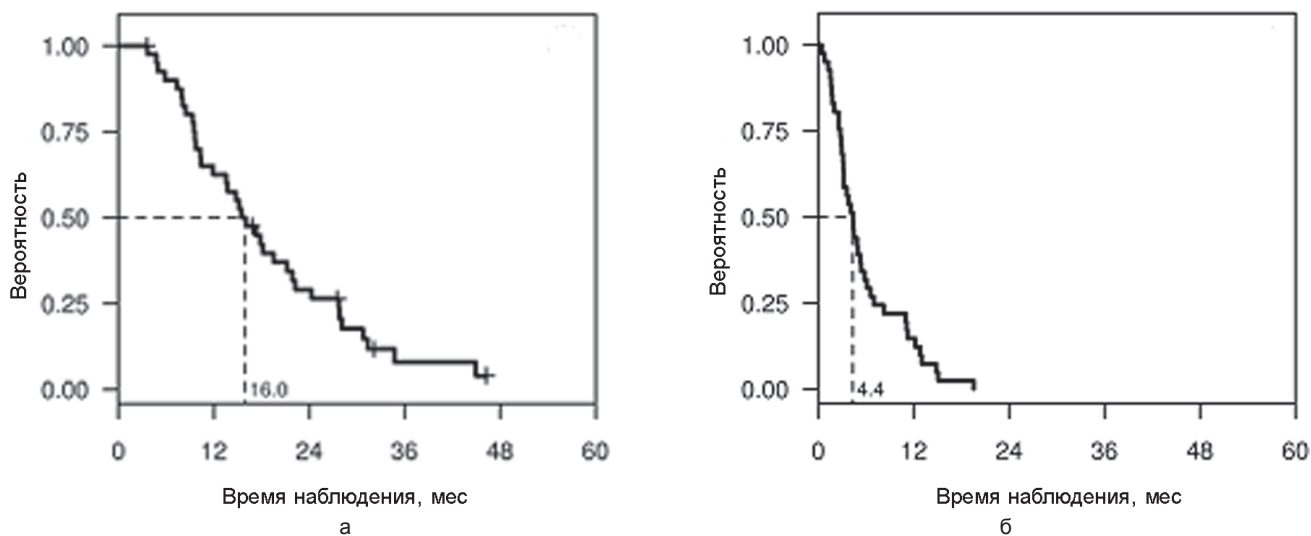 1.00
0.75
0.50
0.25
0.00
Вероятность
16.0
0 12 24 36 48 60
Время наблюдения, мес
а
1.00
0.75
0.50
0.25
0.00
Вероятность
4.4
0 12 24 36 48 60
Время наблюдения, мес
б